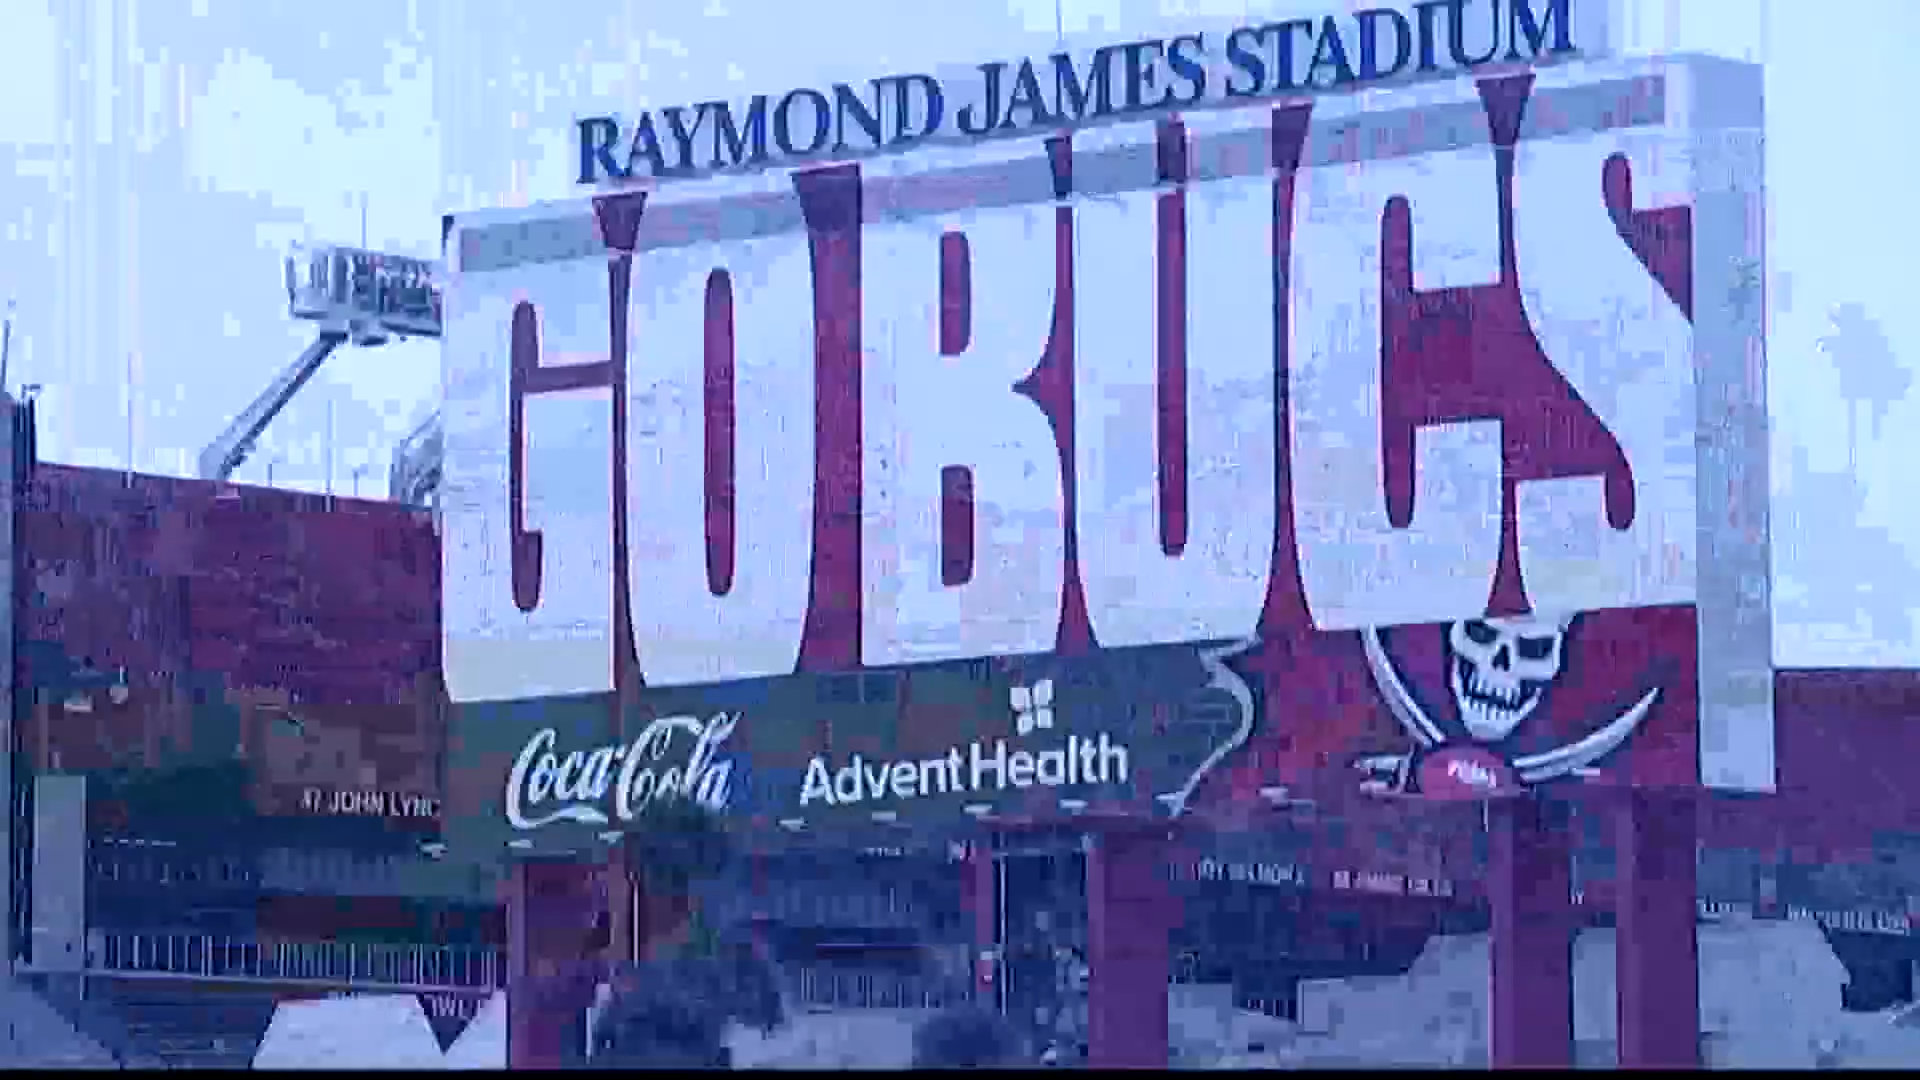 RAYMOND JAMES STADIUM
GO BUCS
Coca-Cola
AdventHealth
47 JOHN LYNC